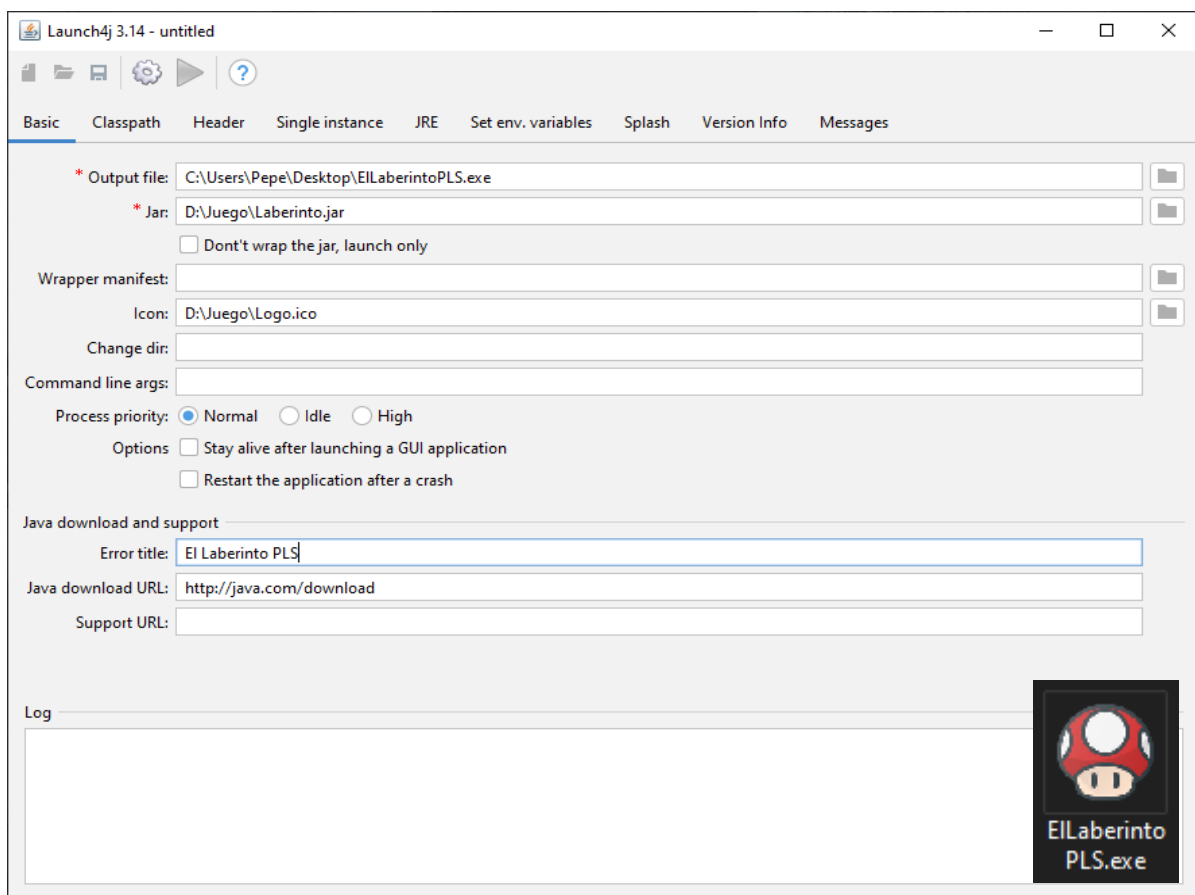 Launch4j 3.14 - untitled
Basic Classpath Header Single instance JRE Set env. variables Splash Version Info Messages
* Output file: C:\Users\Pepe\Desktop\ElLaberintoPLS.exe
* Jar: D:\Juego\Laberinto.jar
Dont't wrap the jar, launch only
Wrapper manifest:
Icon: D:\Juego\Logo.ico
Change dir:
Command line args:
Process priority: Normal Idle High
Options Stay alive after launching a GUI application
Restart the application after a crash
Java download and support
Error title: El Laberinto PLS
Java download URL: http://java.com/download
Support URL:
Log
ElLaberinto
PLS.exe